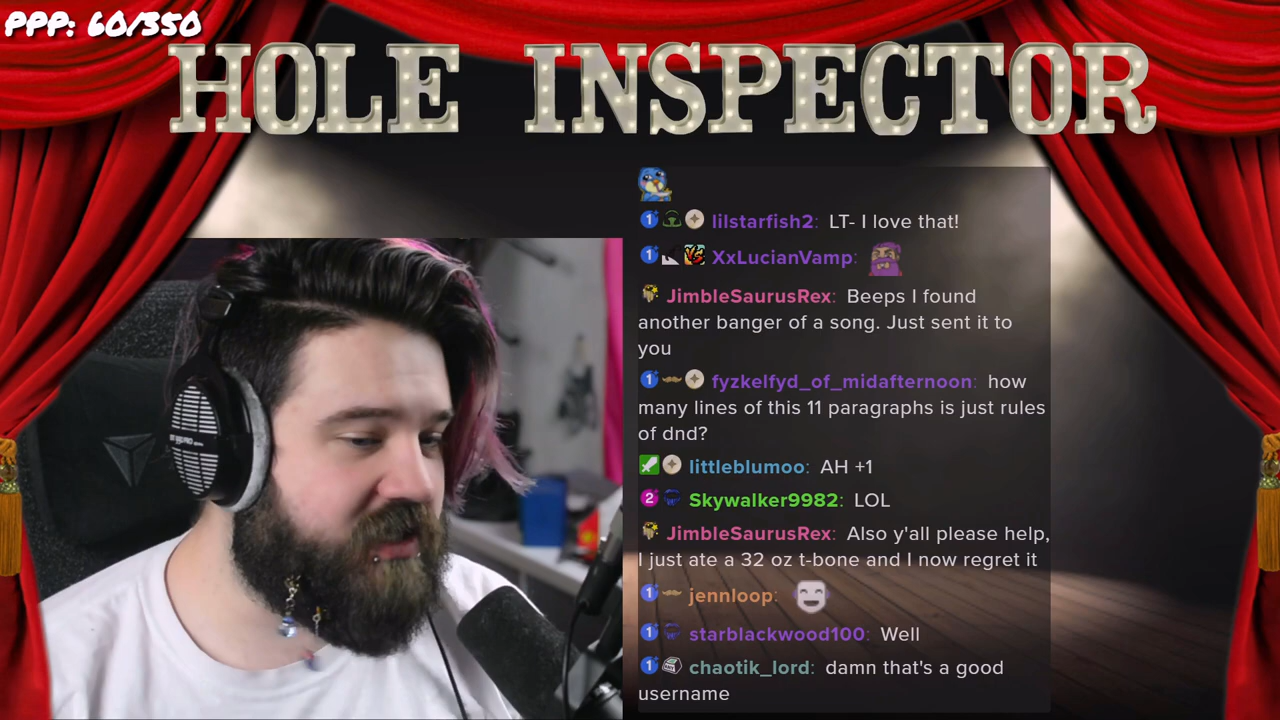 PPP: 60/350
HOLE INSPECTOR
lilstarfish2: LT- I love that!
XxLucianVamp:
JimbleSaurusRex: Beeps I found
another banger of a song. Just sent it to
you
fyzkelfyd_of_midafternoon: how
many lines of this 11 paragraphs is just rules
of dnd?
littleblumoo: AH +1
Skywalker9982: LOL
JimbleSaurusRex: Also y'all please help,
I just ate a 32 oz t-bone and I now regret it
jennloop:
starblackwood100: Well
chaotik_lord: damn that's a good
username